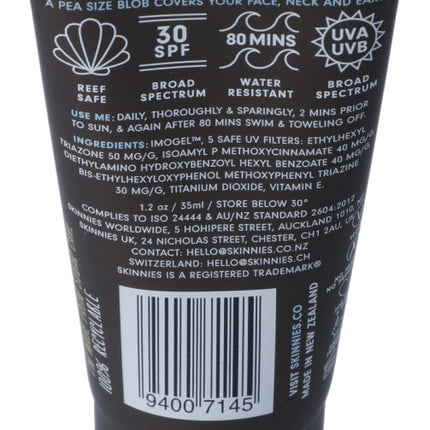 A PEA SIZE BLOB COVERS YOUR FACE, NECK AND
30
SPF
80 MINS
UVA
UVB
REEF
SAFE
BROAD
SPECTRUM
WATER
RESISTANT
BROAD
SPECTRUM
USE ME: DAILY, THOROUGHLY & SPARINGLY, 2 MINS PRIOR
TO SUN, & AGAIN AFTER 80 MINS SWIM & TOWELING OFF.
INGREDIENTS: IMOGEL™, 5 SAFE UV FILTERS: ETHYLHEXYL
TRIAZONE 50 MG/G, ISOAMYL P METHOXYCINNAMATE 40 MG/G,
DIETHYLAMINO HYDROXYBENZOYL HEXYL BENZOATE 40 MG/G,
BIS-ETHYLHEXYLOXYPHENOL METHOXYPHENYL TRIAZINE
30 MG/G, TITANIUM DIOXIDE, VITAMIN E.
1.2 oz / 35ml / STORE BELOW 30°
COMPLIES TO ISO 24444 & AU/NZ STANDARD 2604:2012
SKINNIES WORLDWIDE, 5 HOHIPERE STREET, AUCKLAND 1010
SKINNIES UK, 24 NICHOLAS STREET, CHESTER, CH1 2AU,
CONTACT: HELLO@SKINNIES.CO.NZ
SWITZERLAND: HELLO@SKINNIES.CH
SKINNIES IS A REGISTERED TRADEMARK®
100% RECYCLABLE
9400 7145
VISIT SKINNIES.CO
MADE IN NEW ZEALAND